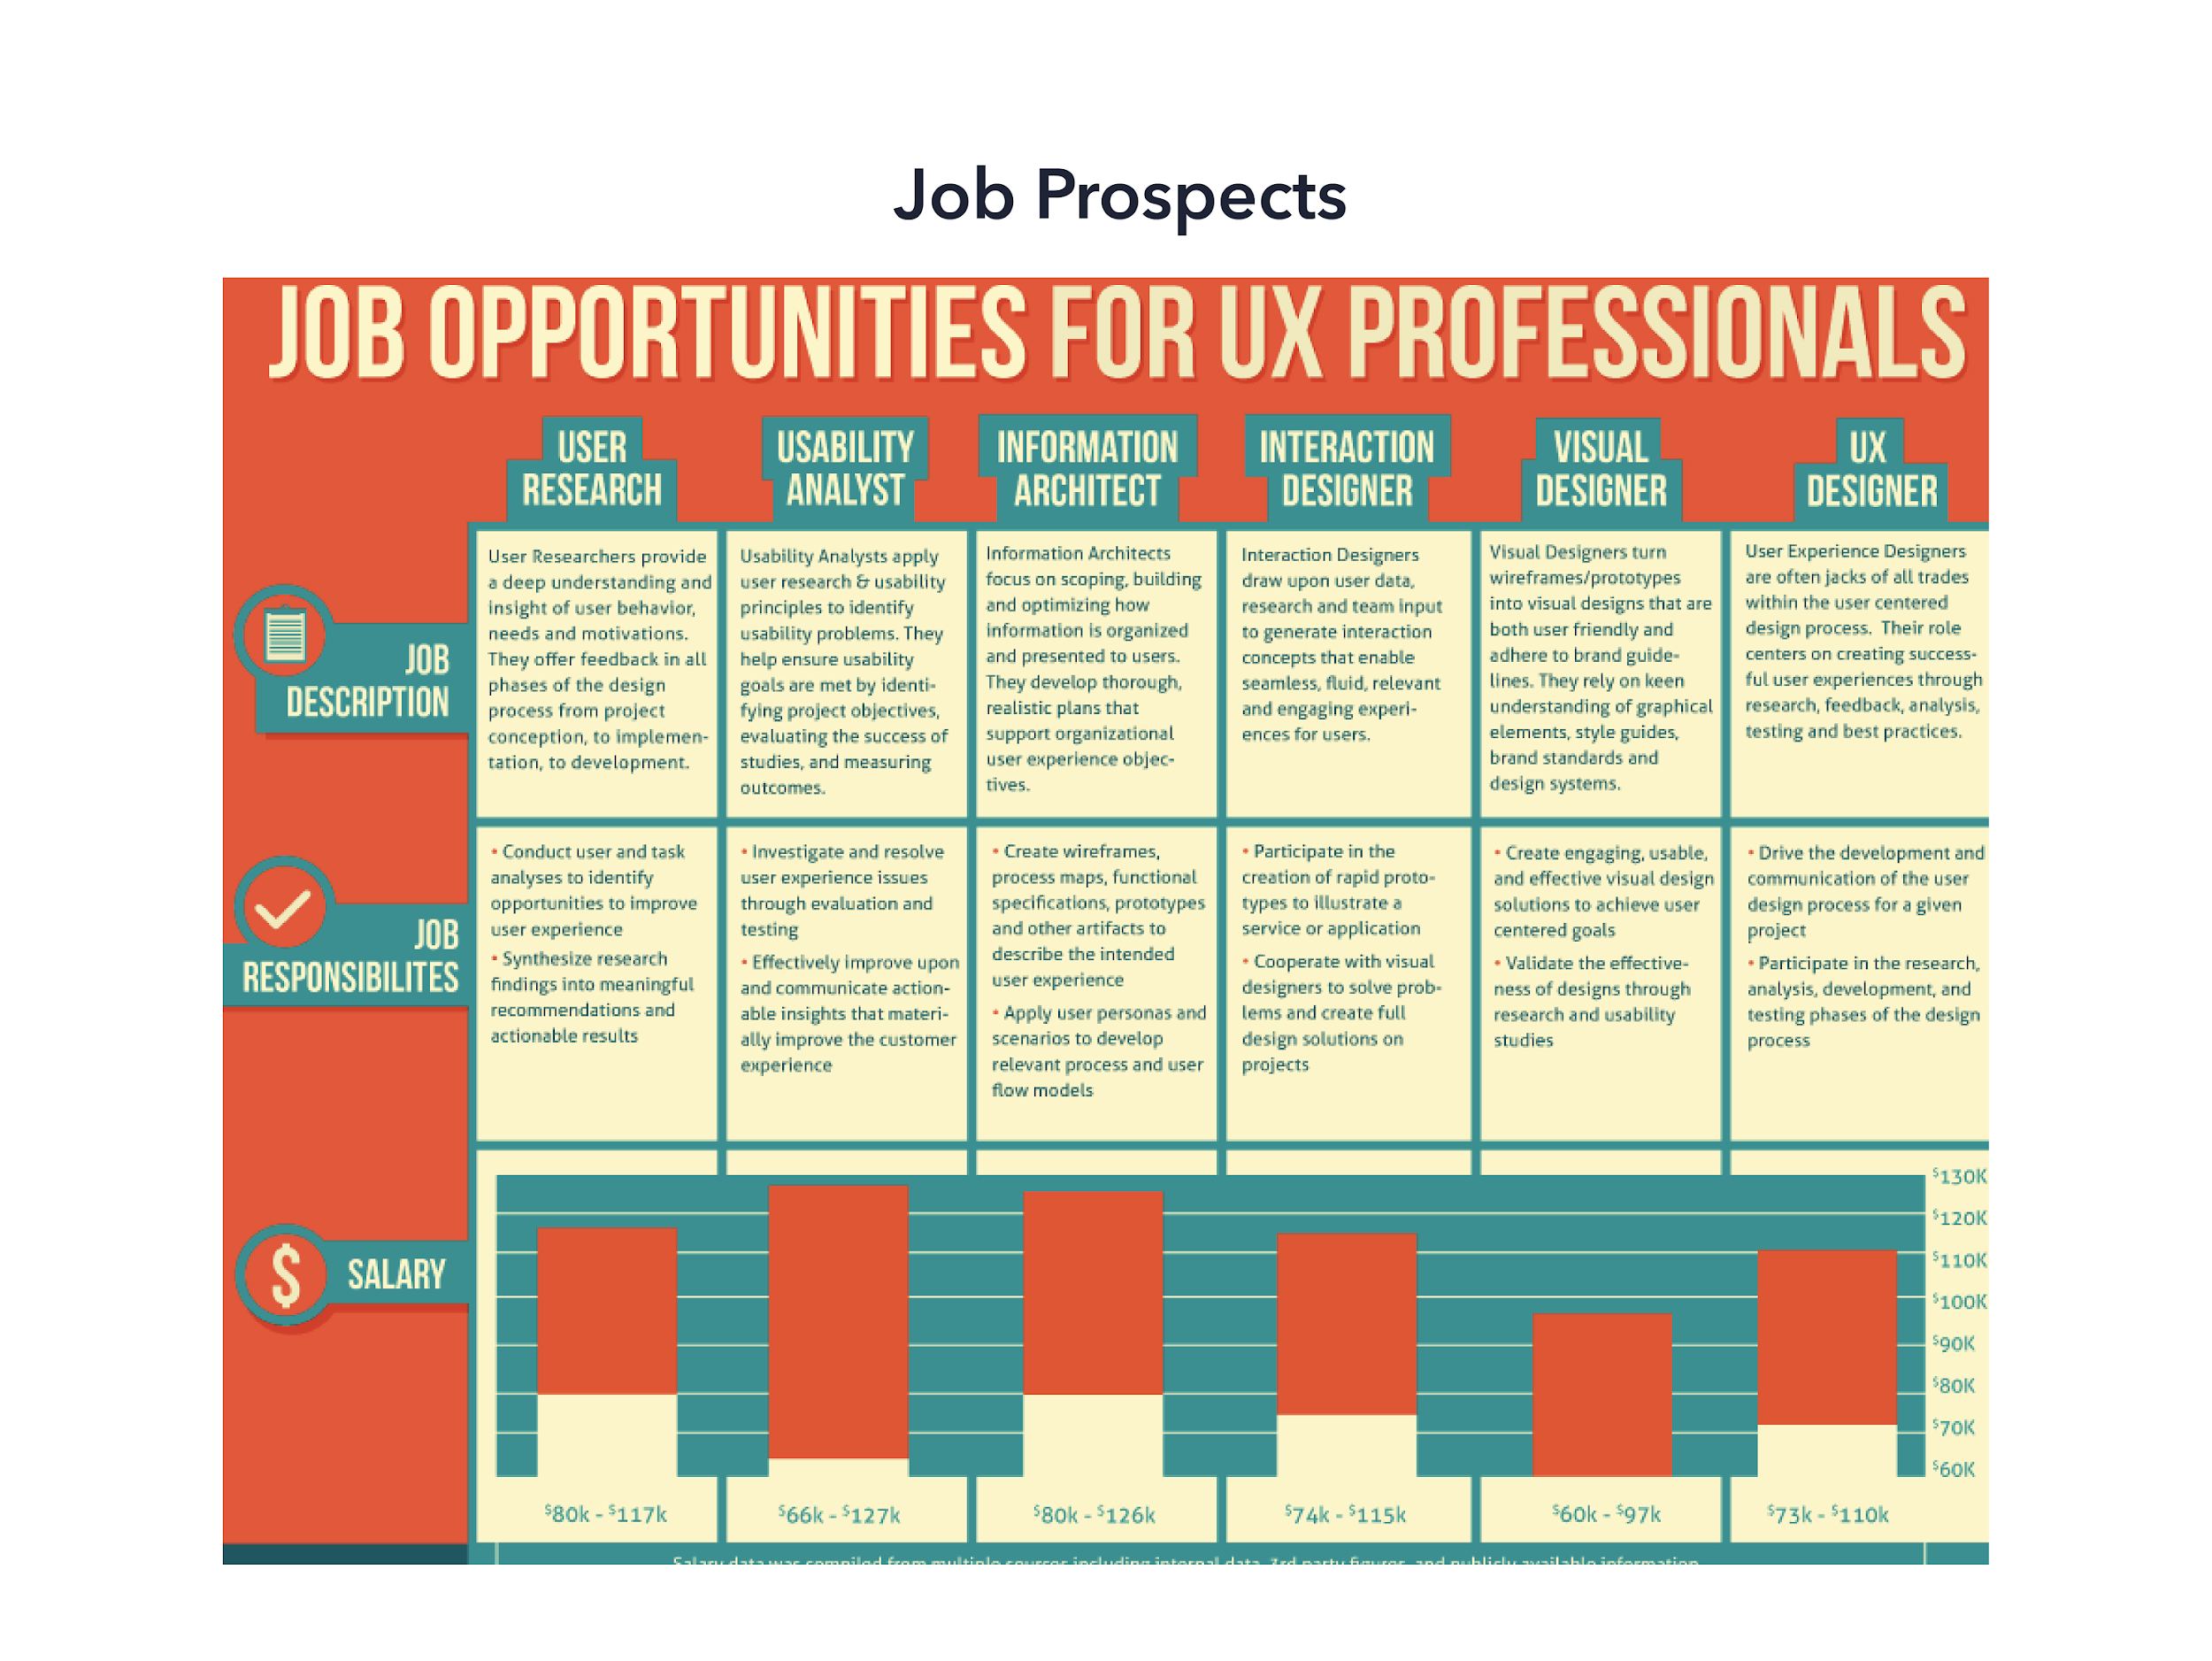 Job Prospects
JOB OPPORTUNITIES FOR UX PROFESSIONALS
USER
RESEARCH
USABILITY
ANALYST
INFORMATION
ARCHITECT
INTERACTION
DESIGNER
VISUAL
DESIGNER
UX
DESIGNER
JOB
DESCRIPTION
User Researchers provide
a deep understanding and
insight of user behavior,
needs and motivations.
They offer feedback in all
phases of the design
process from project
conception, to implemen-
tation, to development.
Usability Analysts apply
user research & usability
principles to identify
usability problems. They
help ensure usability
goals are met by identi-
fying project objectives,
evaluating the success of
studies, and measuring
outcomes.
Information Architects
focus on scoping, building
and optimizing how
information is organized
and presented to users.
They develop thorough,
realistic plans that
support organizational
user experience objec-
tives.
Interaction Designers
draw upon user data,
research and team input
to generate interaction
concepts that enable
seamless, fluid, relevant
and engaging experi-
ences for users.
Visual Designers turn
wireframes/prototypes
into visual designs that are
both user friendly and
adhere to brand guide-
lines. They rely on keen
understanding of graphical
elements, style guides,
brand standards and
design systems.
User Experience Designers
are often jacks of all trades
within the user centered
design process. Their role
centers on creating success-
ful user experiences through
research, feedback, analysis,
testing and best practices.
JOB
RESPONSIBILITES
• Conduct user and task
analyses to identify
opportunities to improve
user experience
• Synthesize research
findings into meaningful
recommendations and
actionable results
• Investigate and resolve
user experience issues
through evaluation and
testing
• Effectively improve upon
and communicate action-
able insights that materi-
ally improve the customer
experience
• Create wireframes,
process maps, functional
specifications, prototypes
and other artifacts to
describe the intended
user experience
• Apply user personas and
scenarios to develop
relevant process and user
flow models
• Participate in the
creation of rapid proto-
types to illustrate a
service or application
• Cooperate with visual
designers to solve prob-
lems and create full
design solutions on
projects
• Create engaging, usable,
and effective visual design
solutions to achieve user
centered goals
• Validate the effective-
ness of designs through
research and usability
studies
• Drive the development and
communication of the user
design process for a given
project
• Participate in the research,
analysis, development, and
testing phases of the design
process
$ SALARY
$130K
$120K
$110K
$100K
$90K
$80K
$70K
$60K
$80k - $117k
$66k - $127k
$80k - $126k
$74k - $115k
$60k - $97k
$73k - $110k
Salary data was compiled from multiple sources including internal data, 3rd party figures, and publicly available information